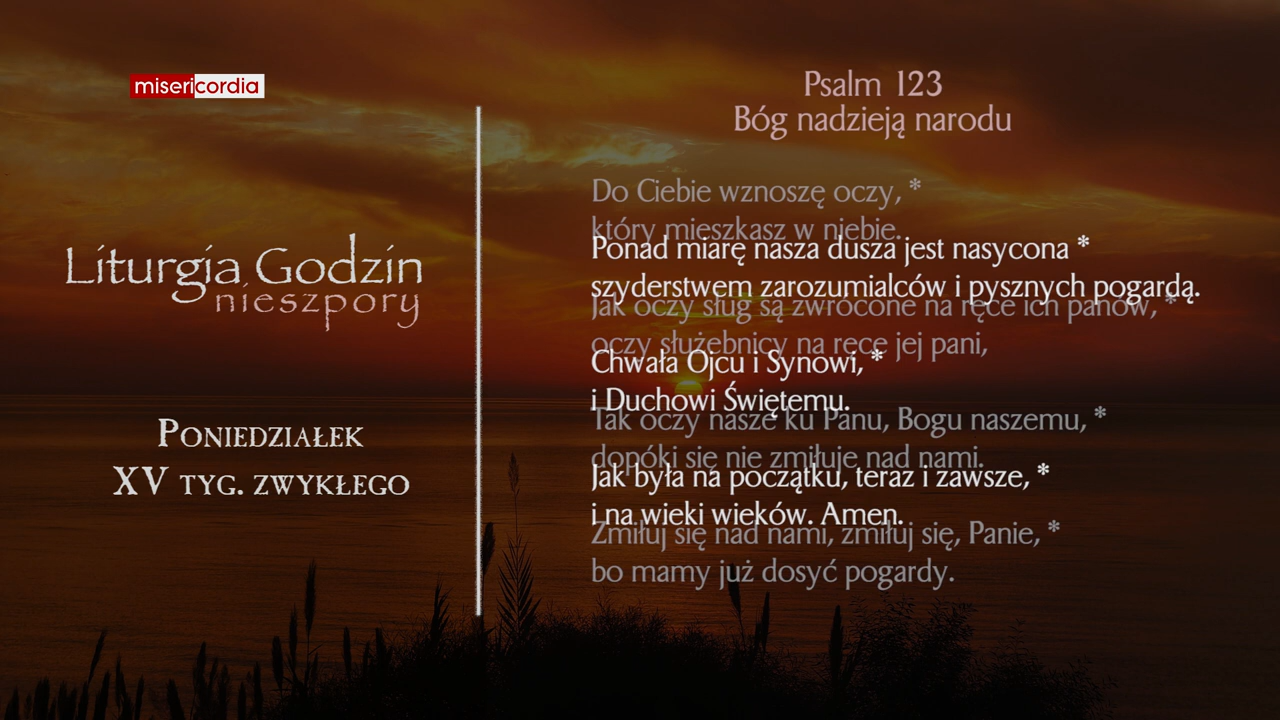 misericordia
Liturgia Godzin
nieszpory
Poniedziałek
XV tyg. zwykłego
Psalm 123
Bóg nadzieją narodu
Do Ciebie wznoszę oczy, *
który mieszkasz w niebie.
Ponad miarę nasza dusza jest nasycona *
szyderstwem zarozumialców i pysznych pogardą.
Jak oczy sług są zwrócone na ręce ich panów, *
oczy służebnicy na ręce jej pani,
Chwała Ojcu i Synowi, *
i Duchowi Świętemu.
Tak oczy nasze ku Panu, Bogu naszemu, *
dopóki się nie zmiłuje nad nami.
Jak była na początku, teraz i zawsze, *
i na wieki wieków. Amen.
Zmiłuj się nad nami, zmiłuj się, Panie, *
bo mamy już dosyć pogardy.